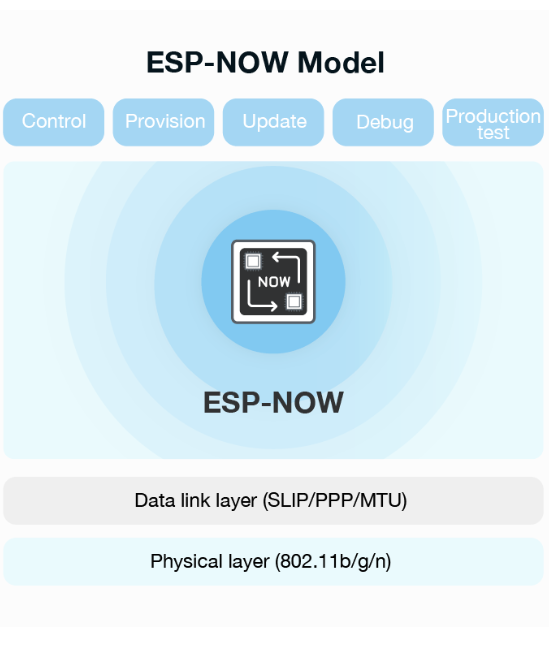 ESP-NOW Model
Control
Provision
Update
Debug
Production
test
NOW
ESP-NOW
Data link layer (SLIP/PPP/MTU)
Physical layer (802.11b/g/n)